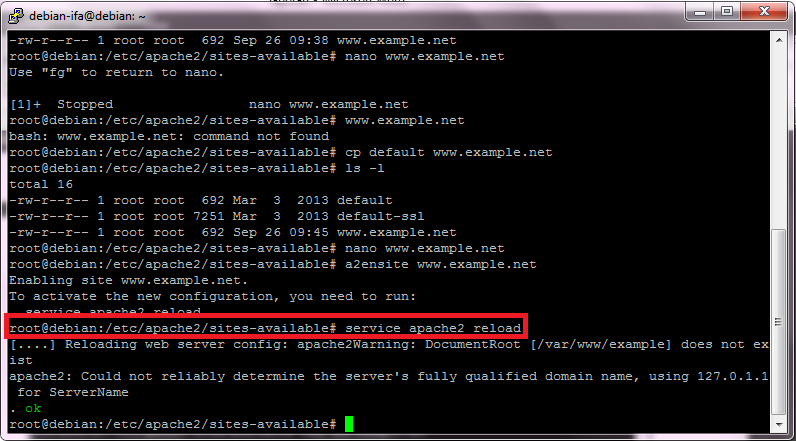 debian-ifa@debian: ~
-rw-r--r-- 1 root root  692 Sep 26 09:38 www.example.net
root@debian:/etc/apache2/sites-available# nano www.example.net
Use "fg" to return to nano.
[1]+  Stopped                 nano www.example.net
root@debian:/etc/apache2/sites-available# www.example.net
bash: www.example.net: command not found
root@debian:/etc/apache2/sites-available# cp default www.example.net
root@debian:/etc/apache2/sites-available# ls -l
total 16
-rw-r--r-- 1 root root  692 Mar  3  2013 default
-rw-r--r-- 1 root root 7251 Mar  3  2013 default-ssl
-rw-r--r-- 1 root root  692 Sep 26 09:45 www.example.net
root@debian:/etc/apache2/sites-available# nano www.example.net
root@debian:/etc/apache2/sites-available# a2ensite www.example.net
Enabling site www.example.net.
To activate the new configuration, you need to run:
  service apache2 reload
root@debian:/etc/apache2/sites-available# service apache2 reload
[....] Reloading web server config: apache2Warning: DocumentRoot [/var/www/example] does not ex
ist
apache2: Could not reliably determine the server's fully qualified domain name, using 127.0.1.1
 for ServerName
. ok
root@debian:/etc/apache2/sites-available#